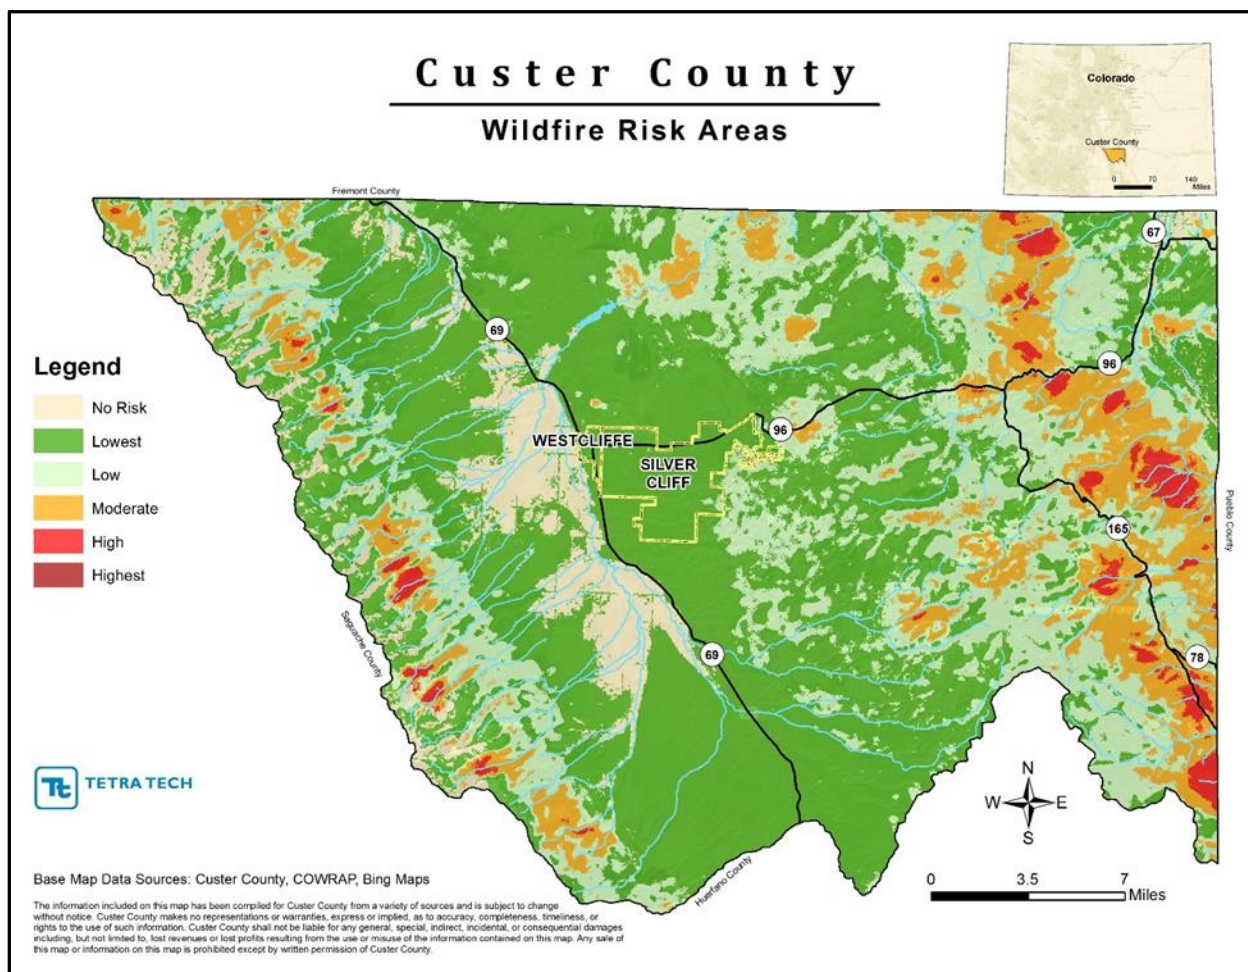 Custer County
Wildfire Risk Areas
Colorado
Custer County
0 70 140
Miles
Fremont County
67
69
96
96
WESTCLIFFE
SILVER
CLIFF
165
Pueblo County
78
69
Saguache County
Huerfano County
Legend
No Risk
Lowest
Low
Moderate
High
Highest
Tt
TETRA TECH
N
W E
S
0 3.5 7
Miles
Base Map Data Sources: Custer County, COWRAP, Bing Maps
The information included on this map has been compiled for Custer County from a variety of sources and is subject to change
without notice. Custer County makes no representations or warranties, express or implied, as to accuracy, completeness, timeliness, or
rights to the use of such information. Custer County shall not be liable for any general, special, indirect, incidental, or consequential damages
including, but not limited to, lost revenues or lost profits resulting from the use or misuse of the information contained on this map. Any sale of
this map or information on this map is prohibited except by written permission of Custer County.